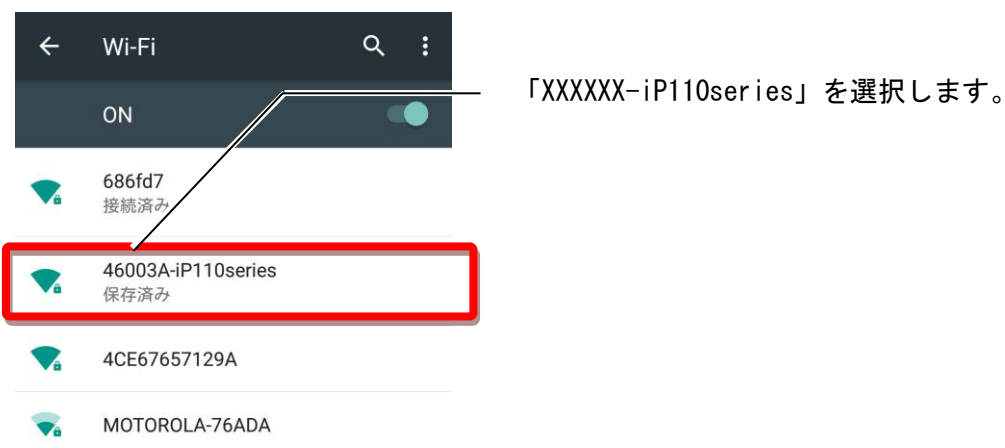 Wi-Fi
ON
686fd7
接続済み
46003A-iP110series
保存済み
4CE67657129A
MOTOROLA-76ADA
「XXXXXX-iP110series」を選択します。